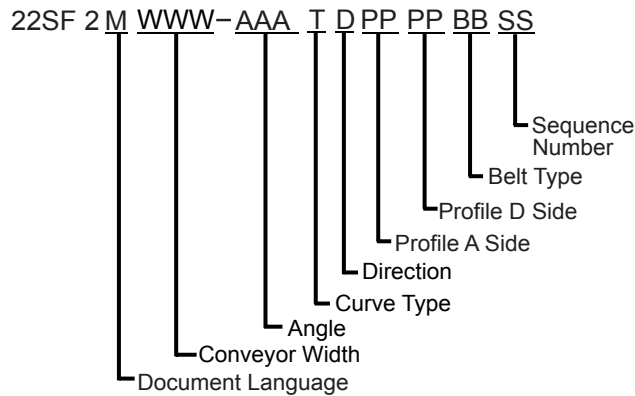 22SF 2 M WWW-AAA T D PP PP BB SS
Sequence
Number
Belt Type
Profile D Side
Profile A Side
Direction
Curve Type
Angle
Conveyor Width
Document Language